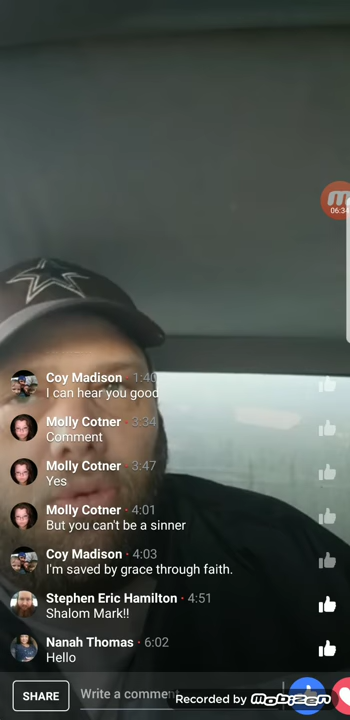 06:34
Coy Madison 1:40
I can hear you good
Molly Cotner · 3:34
Comment
Molly Cotner · 3:47
Yes
Molly Cotner · 4:01
But you can't be a sinner
Coy Madison · 4:03
I'm saved by grace through faith.
Stephen Eric Hamilton · 4:51
Shalom Mark!!
Nanah Thomas · 6:02
Hello
SHARE
Write a comment
Recorded by Mobizen